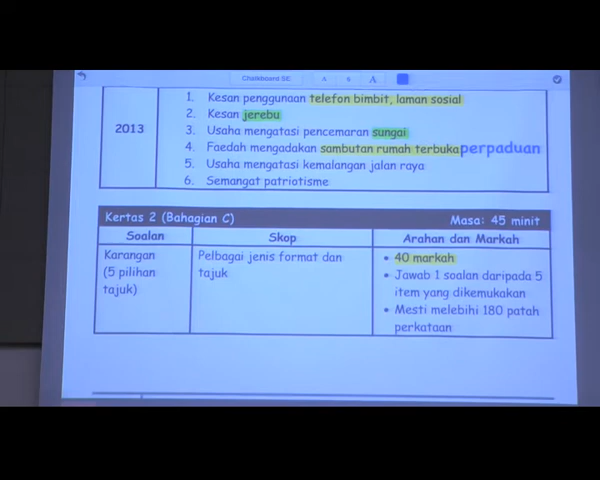 Chalkboard SE A s A
1. Kesan penggunaan telefon bimbit, laman sosial
2. Kesan jerebu
2013 3. Usaha mengatasi pencemaran sungai
4. Faedah mengadakan sambutan rumah terbuka perpaduan
5. Usaha mengatasi kemalangan jalan raya
6. Semangat patriotisme
Kertas 2 (Bahagian C) Masa: 45 minit
Soalan Skop Arahan dan Markah
Karangan
(5 pilihan
tajuk)
Pelbagai jenis format dan
tajuk
• 40 markah
• Jawab 1 soalan daripada 5
item yang dikemukakan
• Mesti melebihi 180 patah
perkataan